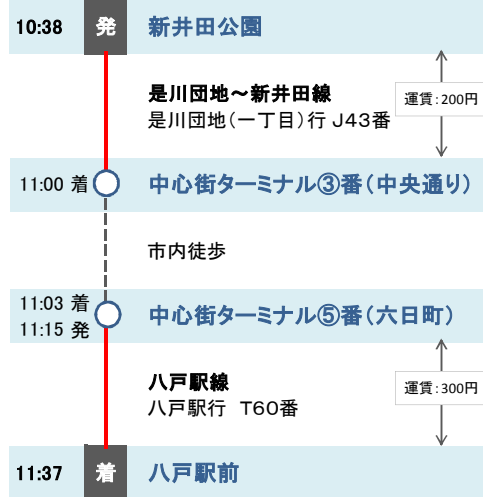 10:38 発 新井田公園
是川団地～新井田線
是川団地（一丁目）行 J43番
運賃：200円
11:00 着 中心街ターミナル③番（中央通り）
市内徒歩
11:03 着
11:15 発
中心街ターミナル⑤番（六日町）
八戸駅線
八戸駅行　T60番
運賃：300円
11:37 着 八戸駅前